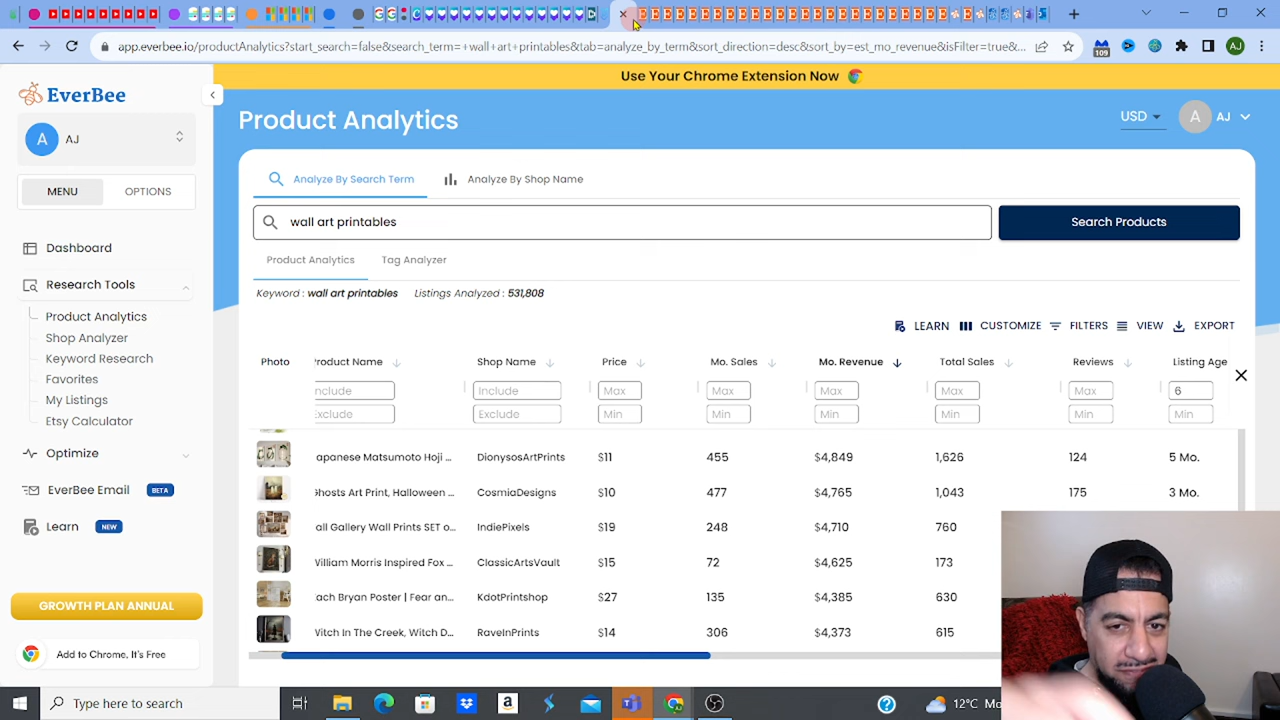 app.everbee.io/productAnalytics?start_search=false&search_term=+wall+art+printables&tab=analyze_by_term&sort_direction=desc&sort_by=est_mo_revenue&isFilter=true&...
109
AJ
Use Your Chrome Extension Now
EverBee
A AJ
MENU OPTIONS
Dashboard
Research Tools
Product Analytics
Shop Analyzer
Keyword Research
Favorites
My Listings
Etsy Calculator
Optimize
EverBee Email BETA
Learn NEW
GROWTH PLAN ANNUAL
Add to Chrome, It's Free
Product Analytics
USD A AJ
Analyze By Search Term Analyze By Shop Name
wall art printables Search Products
Product Analytics Tag Analyzer
Keyword : wall art printables Listings Analyzed : 531,808
LEARN CUSTOMIZE FILTERS VIEW EXPORT
Photo Product Name Shop Name Price Mo. Sales Mo. Revenue Total Sales Reviews Listing Age
Include Include Max Max Max Max Max 6
Exclude Exclude Min Min Min Min Min Min
apanese Matsumoto Hoji ... DionysosArtPrints $11 455 $4,849 1,626 124 5 Mo.
Ghosts Art Print, Halloween ... CosmiaDesigns $10 477 $4,765 1,043 175 3 Mo.
all Gallery Wall Prints SET o... IndiePixels $19 248 $4,710 760
William Morris Inspired Fox ... ClassicArtsVault $15 72 $4,625 173
ach Bryan Poster | Fear an... KdotPrintshop $27 135 $4,385 630
Witch In The Creek, Witch D... RaveInPrints $14 306 $4,373 615
Type here to search
12°C